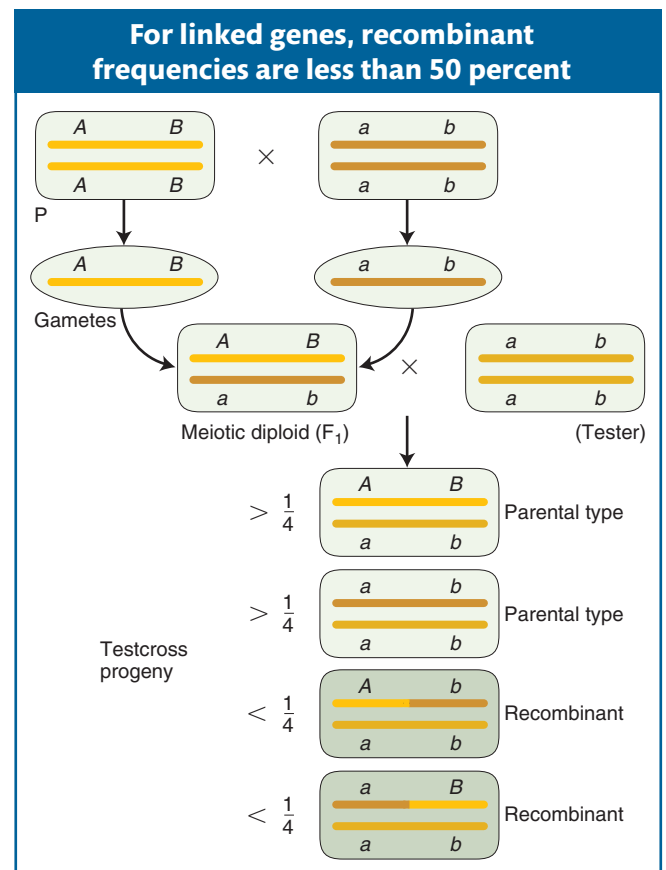 For linked genes, recombinant
frequencies are less than 50 percent
A B a b
×
A B a b
P
A B a b
Gametes
A B a b
×
a b a b
Meiotic diploid (F₁) (Tester)
A B
> 1/4 Parental type
a b
a b
> 1/4 Parental type
a b
Testcross
progeny
A b
< 1/4 Recombinant
a b
a B
< 1/4 Recombinant
a b